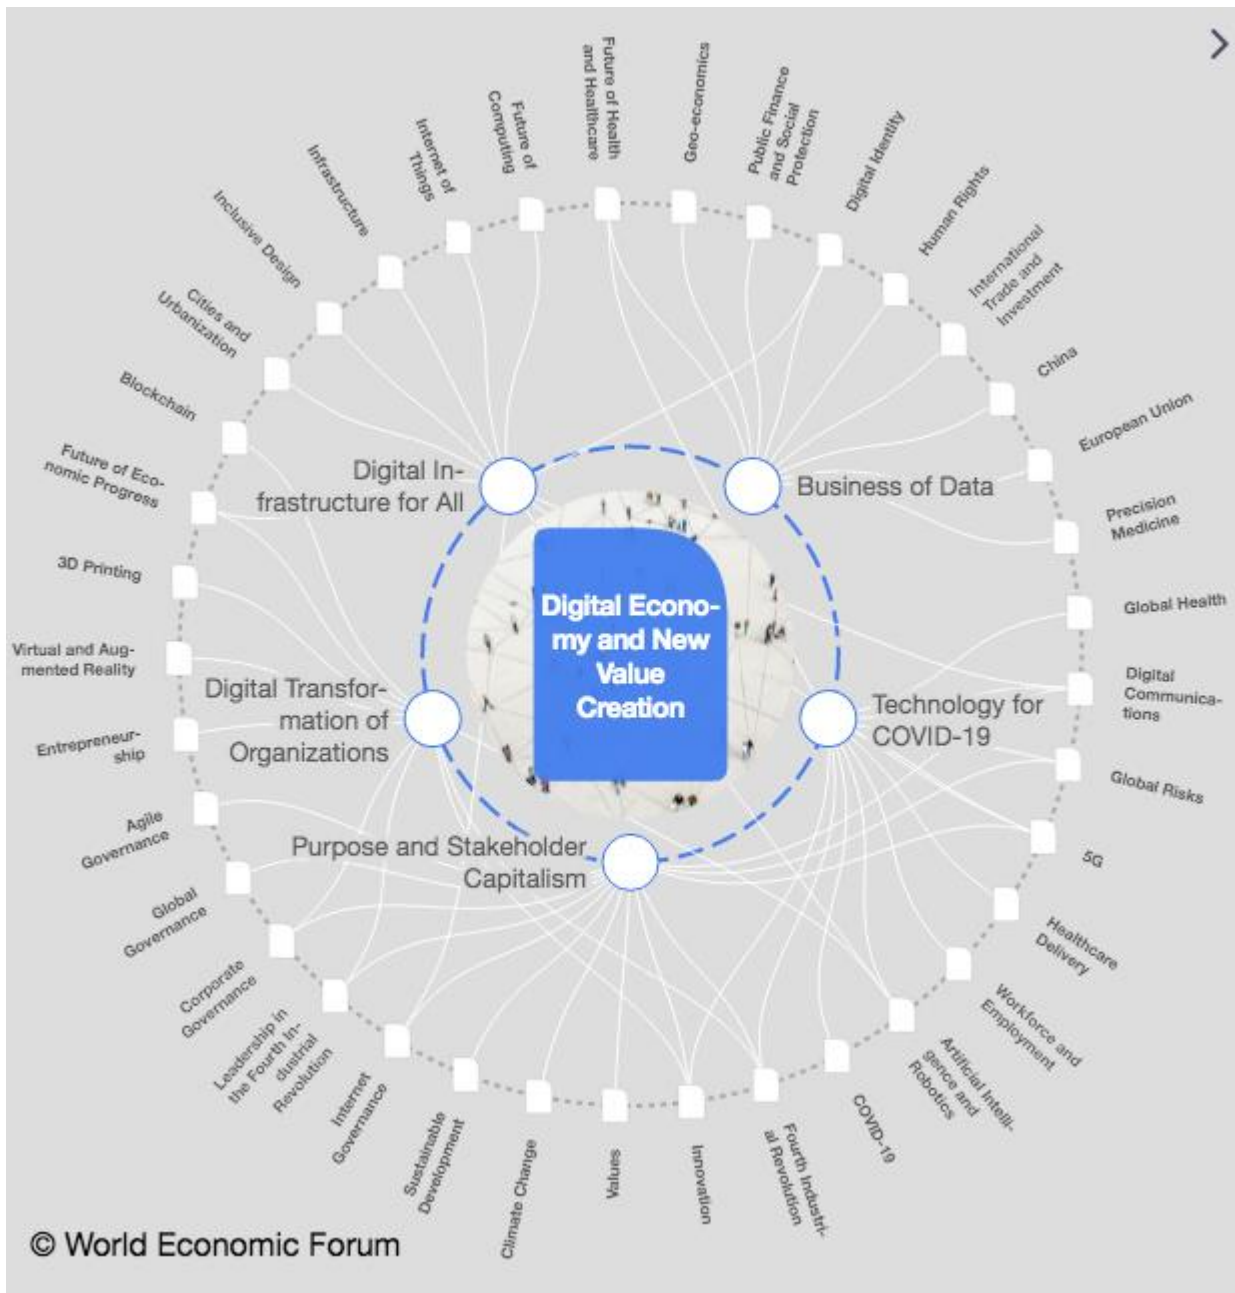 Future of Health
and Healthcare
Geo-economics
Public Finance
and Social
Protection
Digital Identity
Human Rights
International
Trade and
Investment
China
European Union
Precision
Medicine
Global Health
Digital
Communica-
tions
Global Risks
5G
Healthcare
Delivery
Workforce and
Employment
Artificial Intelli-
gence and
Robotics
COVID-19
Fourth Industri-
al Revolution
Innovation
Values
Climate Change
Sustainable
Development
Internet
Governance
Leadership in
the Fourth In-
dustrial
Revolution
Corporate
Governance
Global
Governance
Agile
Governance
Entrepreneur-
ship
Virtual and Aug-
mented Reality
3D Printing
Future of Eco-
nomic Progress
Blockchain
Cities and
Urbanization
Inclusive Design
Infrastructure
Internet of
Things
Future of
Computing
Digital In-
frastructure for All
Business of Data
Digital Econo-
my and New
Value
Creation
Digital Transfor-
mation of
Organizations
Technology for
COVID-19
Purpose and Stakeholder
Capitalism
© World Economic Forum